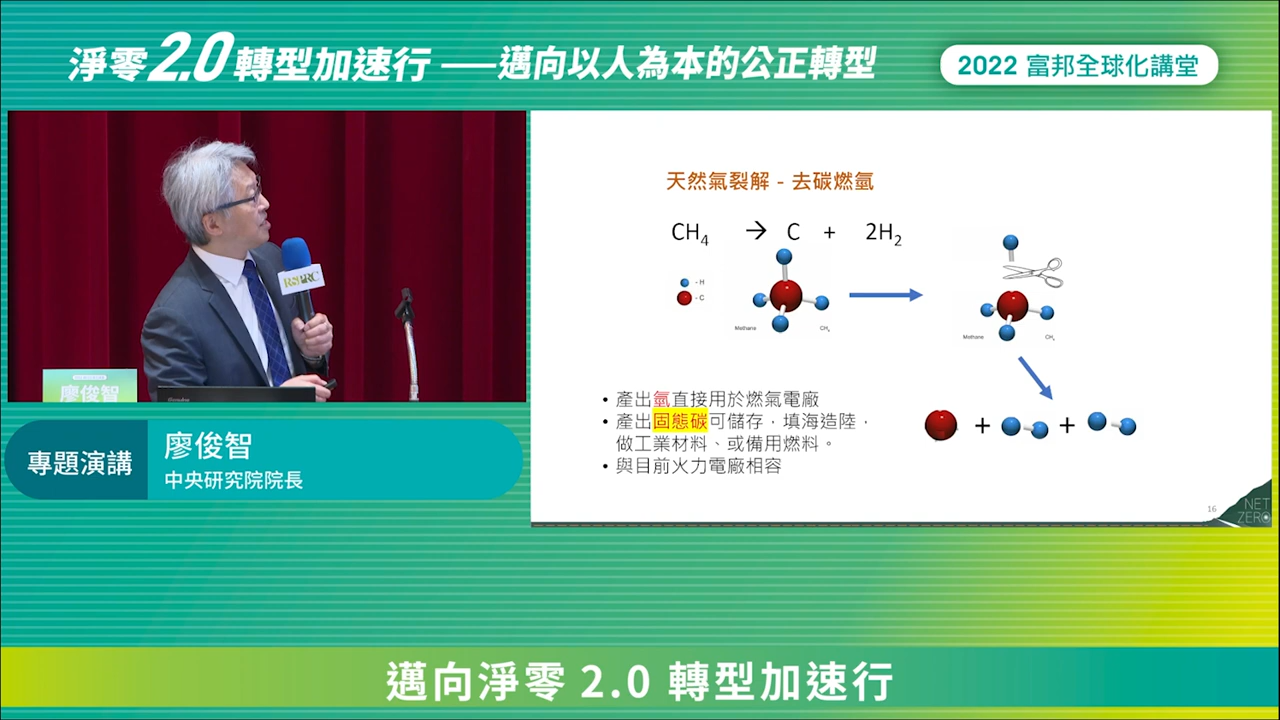 淨零2.0轉型加速行——邁向以人為本的公正轉型
2022 富邦全球化講堂
RSPRC
廖俊智
專題演講
廖俊智
中央研究院院長
天然氣裂解 - 去碳燃氫
CH4 → C + 2H2
- H
- C
Methane
CH4
Methane
CH4
+ +
• 產出氫直接用於燃氣電廠
• 產出固態碳可儲存，填海造陸，
做工業材料、或備用燃料。
• 與目前火力電廠相容
16
NET
ZERO
邁向淨零 2.0 轉型加速行